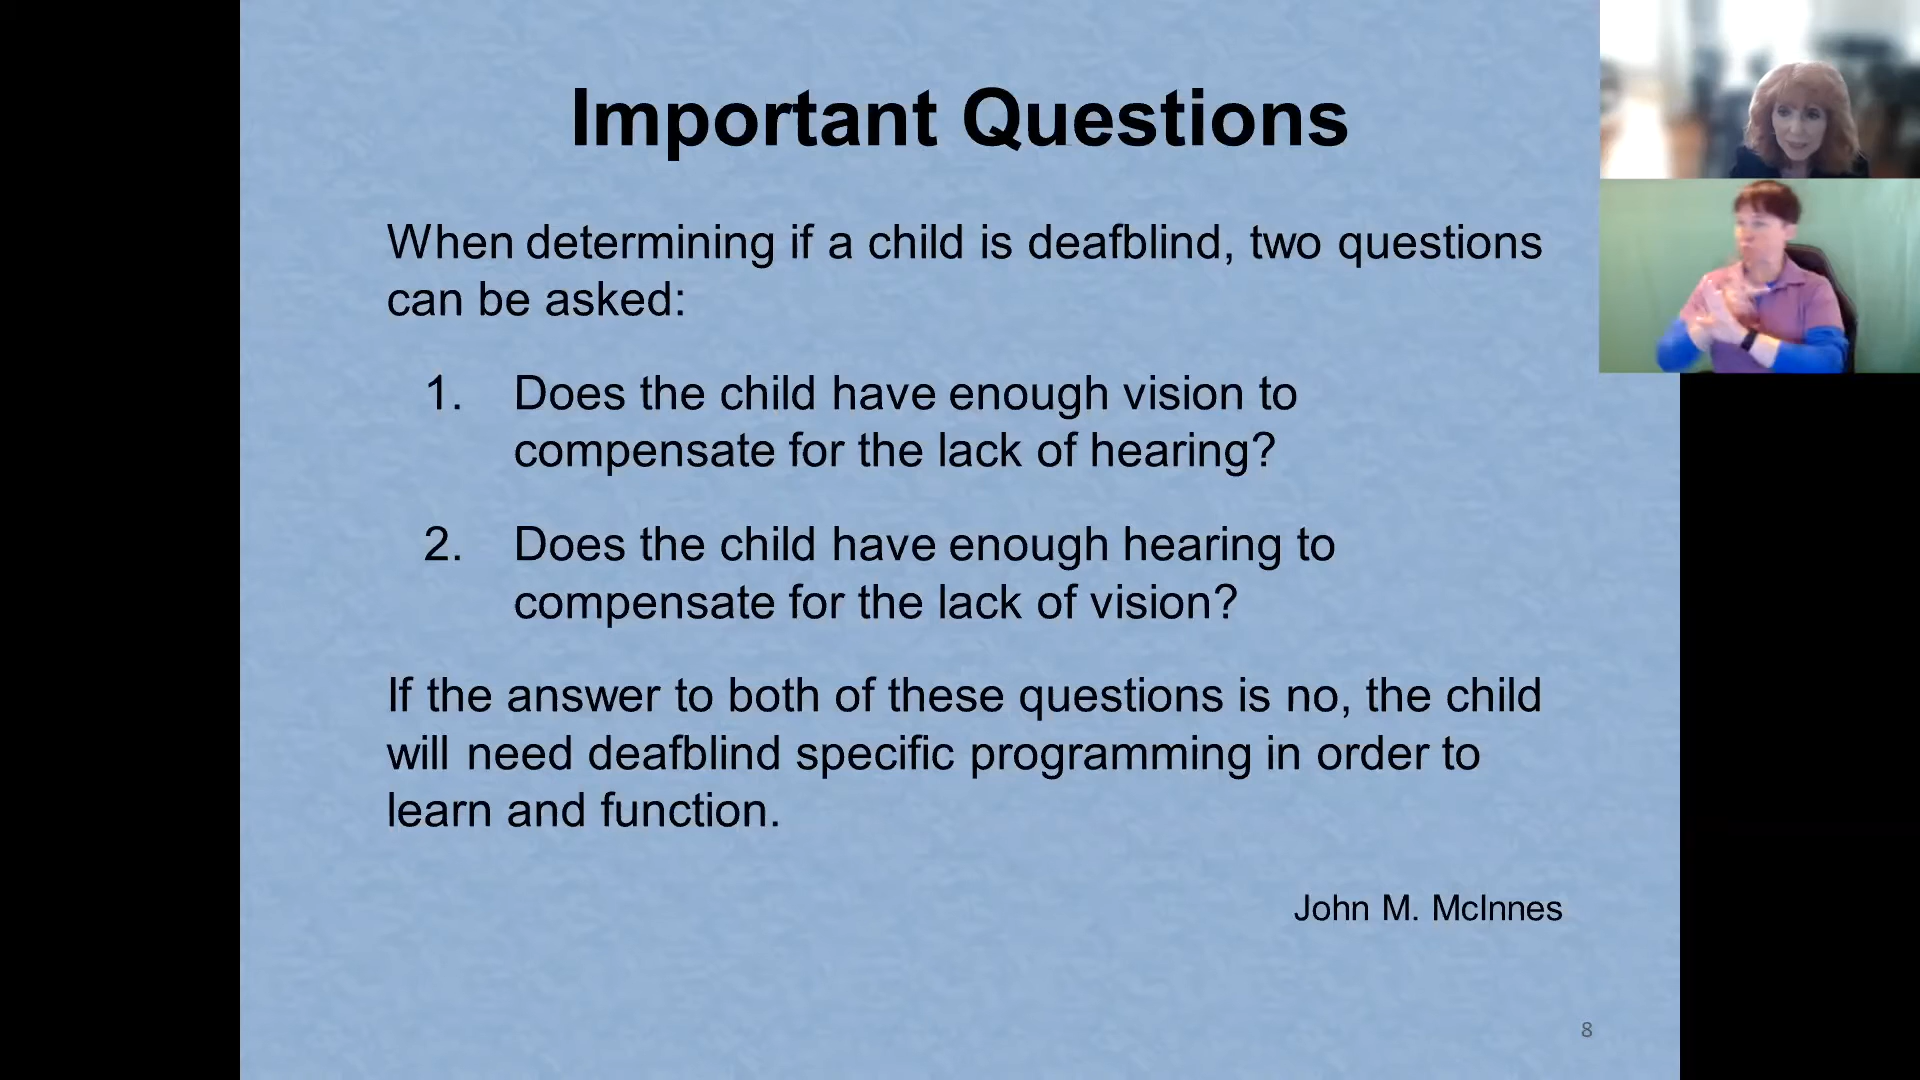 Important Questions
When determining if a child is deafblind, two questions
can be asked:
1. Does the child have enough vision to
compensate for the lack of hearing?
2. Does the child have enough hearing to
compensate for the lack of vision?
If the answer to both of these questions is no, the child
will need deafblind specific programming in order to
learn and function.
John M. McInnes
8